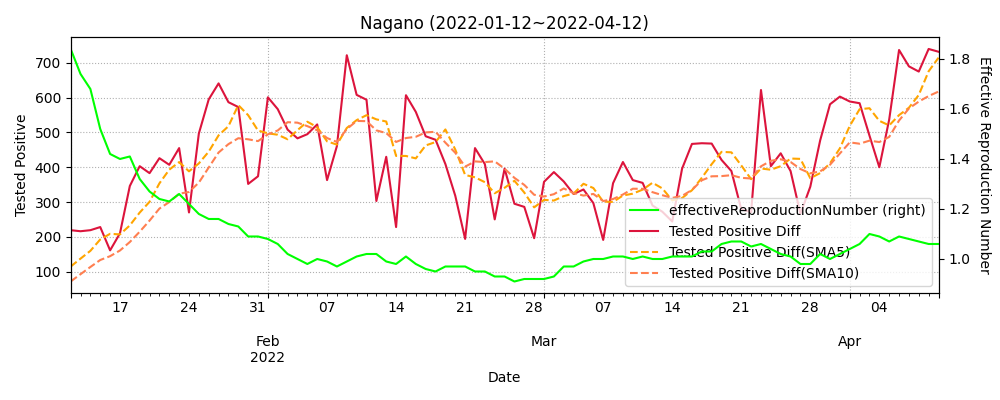 Nagano (2022-01-12~2022-04-12)
Tested Positive
700
600
500
400
300
200
100
1.8
1.6
1.4
1.2
1.0
Effective Reproduction Number
effectiveReproductionNumber (right)
Tested Positive Diff
Tested Positive Diff(SMA5)
Tested Positive Diff(SMA10)
17 24 31 07 14 21 28 07 14 21 28 04
Feb Mar Apr
2022
Date